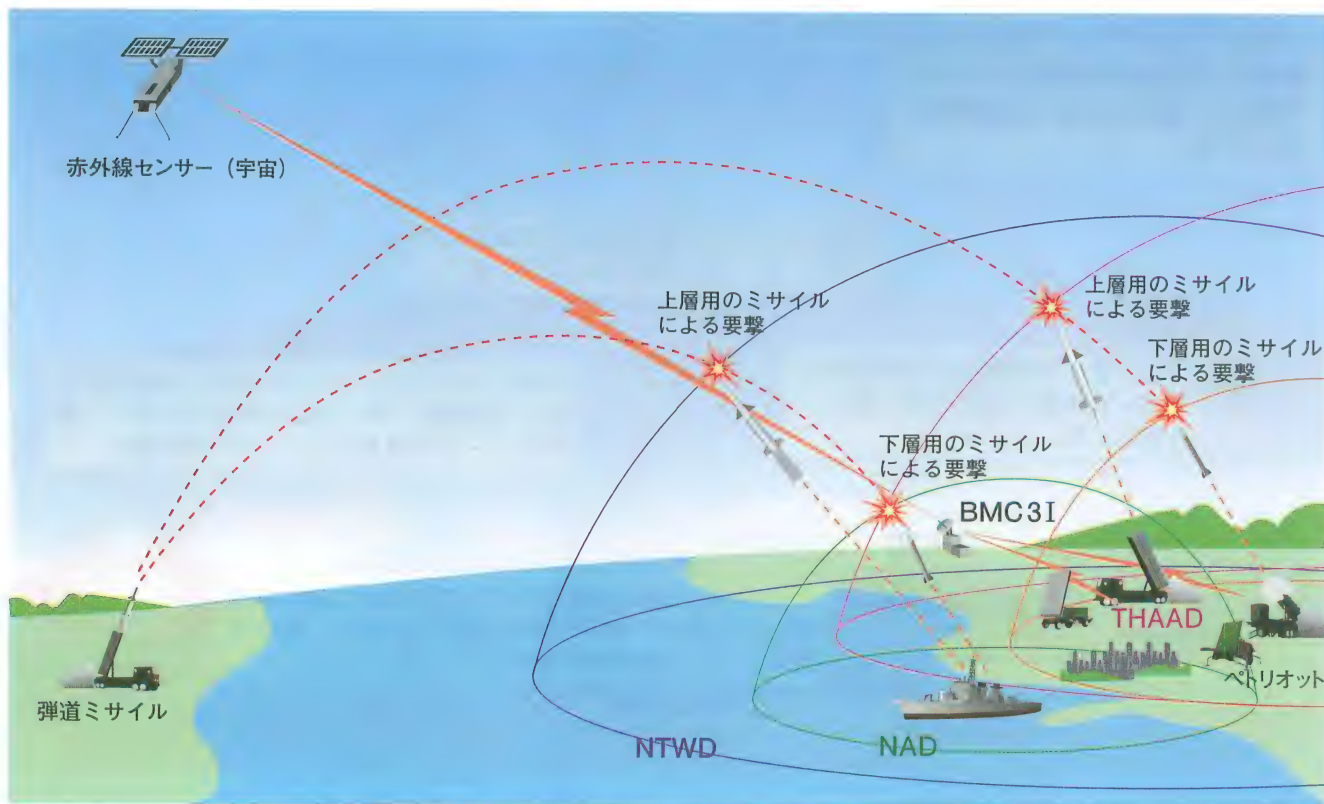 赤外線センサー（宇宙）
上層用のミサイル
による要撃
上層用のミサイル
による要撃
下層用のミサイル
による要撃
下層用のミサイル
による要撃
BMC3I
THAAD
ペトリオット
弾道ミサイル
NTWD
NAD